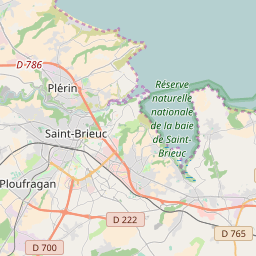 D 786
Plérin
Réserve
naturelle
nationale
de la baie
de Saint-
Brieuc
Saint-Brieuc
Ploufragan
D 222
D 765
D 700